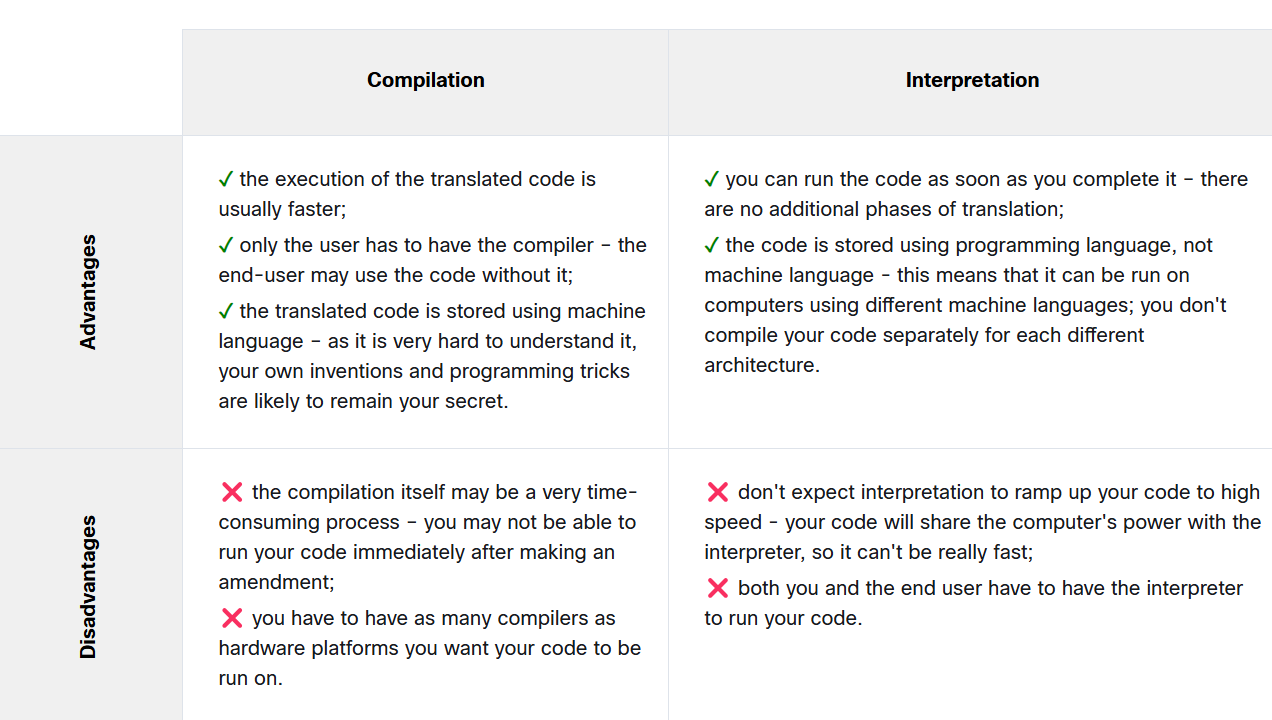 Compilation
Interpretation
Advantages
✓ the execution of the translated code is
usually faster;
✓ only the user has to have the compiler – the
end-user may use the code without it;
✓ the translated code is stored using machine
language – as it is very hard to understand it,
your own inventions and programming tricks
are likely to remain your secret.
✓ you can run the code as soon as you complete it – there
are no additional phases of translation;
✓ the code is stored using programming language, not
machine language - this means that it can be run on
computers using different machine languages; you don't
compile your code separately for each different
architecture.
Disadvantages
❌ the compilation itself may be a very time-
consuming process – you may not be able to
run your code immediately after making an
amendment;
❌ you have to have as many compilers as
hardware platforms you want your code to be
run on.
❌ don't expect interpretation to ramp up your code to high
speed - your code will share the computer's power with the
interpreter, so it can't be really fast;
❌ both you and the end user have to have the interpreter
to run your code.